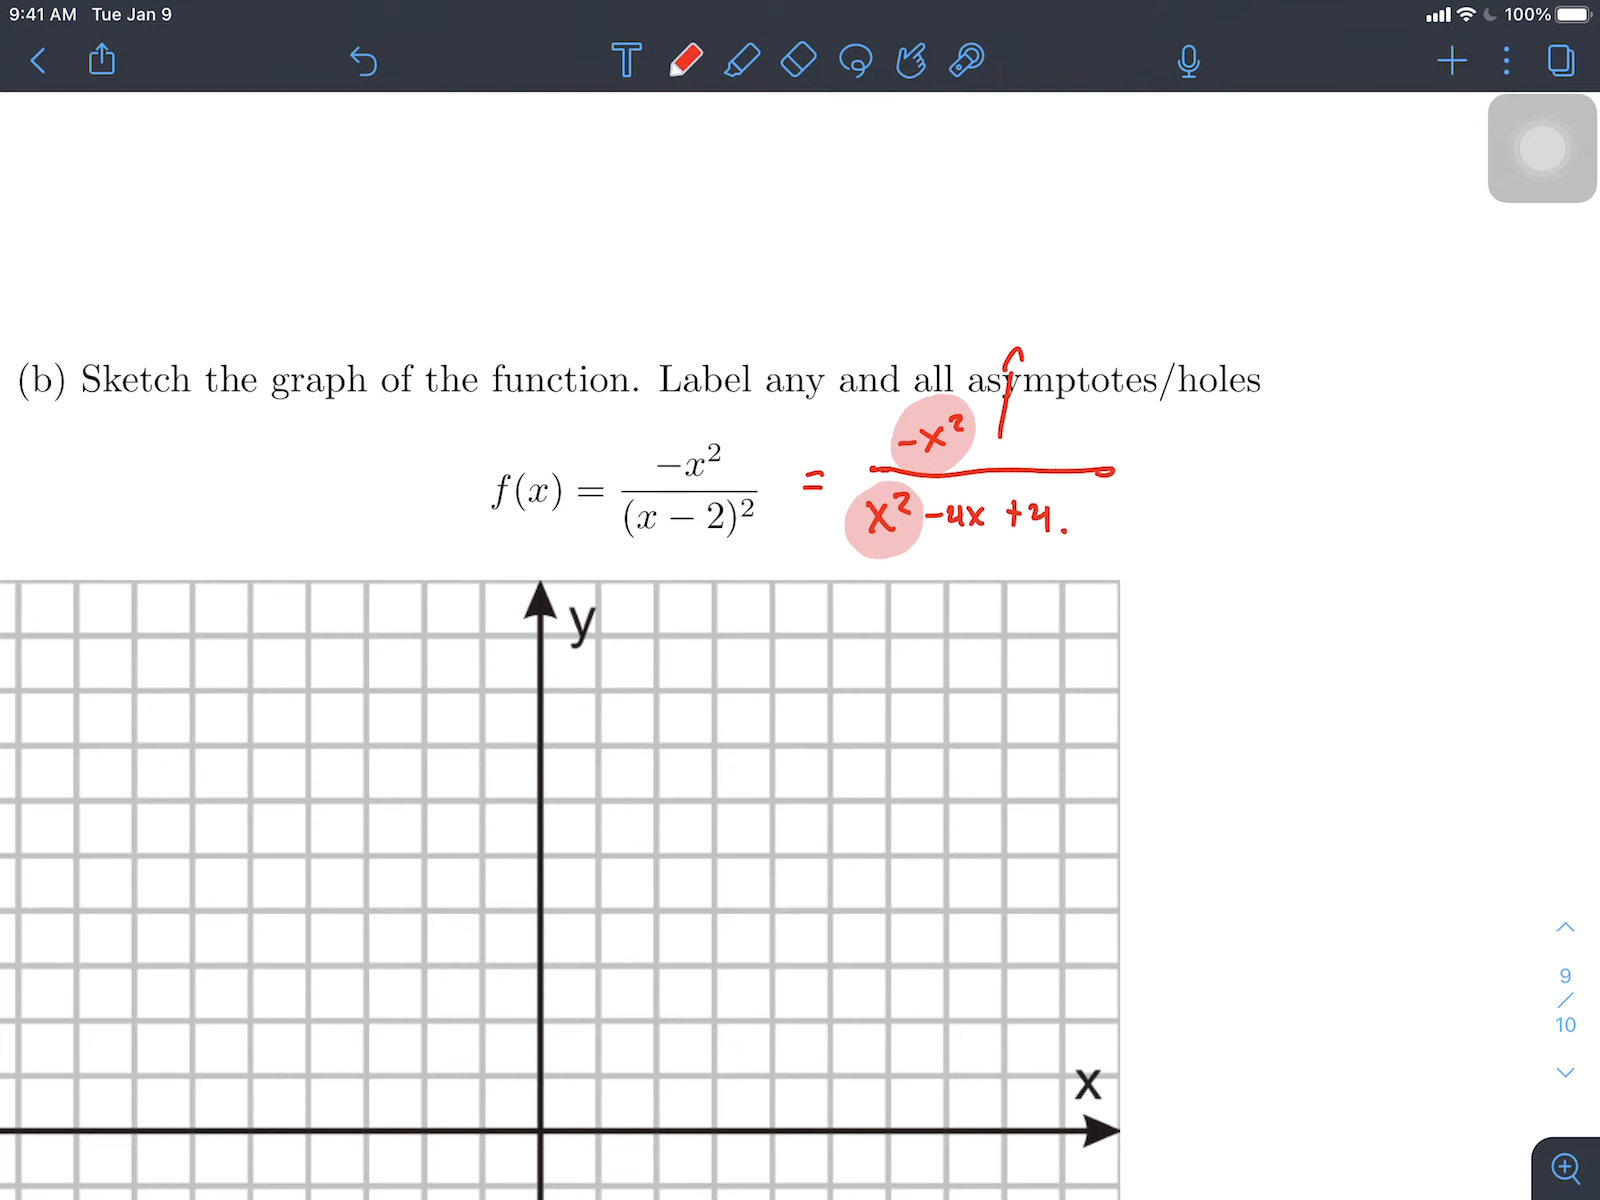 9:41 AM Tue Jan 9 100%
T
(b) Sketch the graph of the function. Label any and all asymptotes/holes
f(x) = -x² / (x − 2)² = -x² / x² -4x +4.
y
x
9
/
10